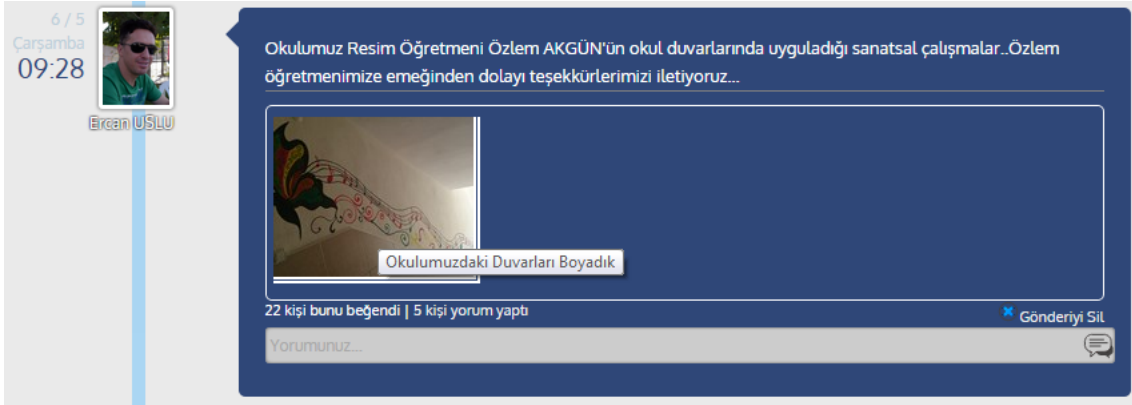 6 / 5
Çarşamba
09:28
Ercan USLU
Okulumuz Resim Öğretmeni Özlem AKGÜN'ün okul duvarlarında uyguladığı sanatsal çalışmalar..Özlem
öğretmenimize emeğinden dolayı teşekkürlerimizi iletiyoruz...
Okulumuzdaki Duvarları Boyadık
22 kişi bunu beğendi | 5 kişi yorum yaptı
Gönderiyi Sil
Yorumunuz...